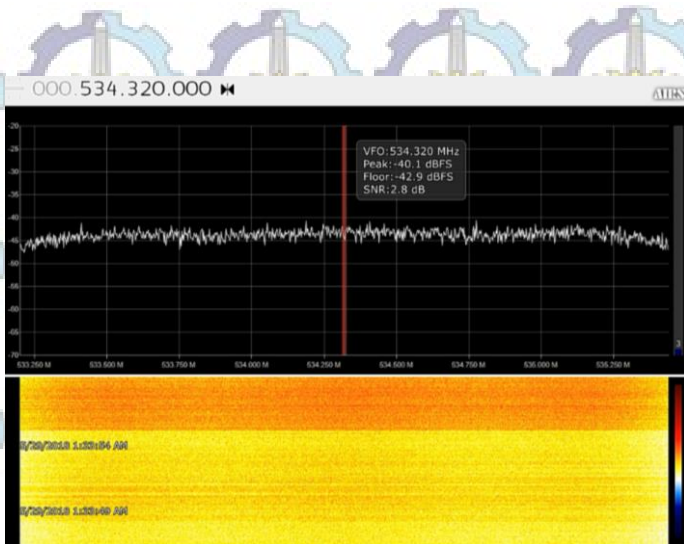 000.534.320.000
VFO:534.320 MHz
Peak:-40.1 dBFS
Floor:-42.9 dBFS
SNR:2.8 dB
-20
-25
-30
-35
-40
-45
-50
-55
-60
-65
-70
3
533.250 M 533.500 M 533.750 M 534.000 M 534.250 M 534.500 M 534.750 M 535.000 M 535.250 M